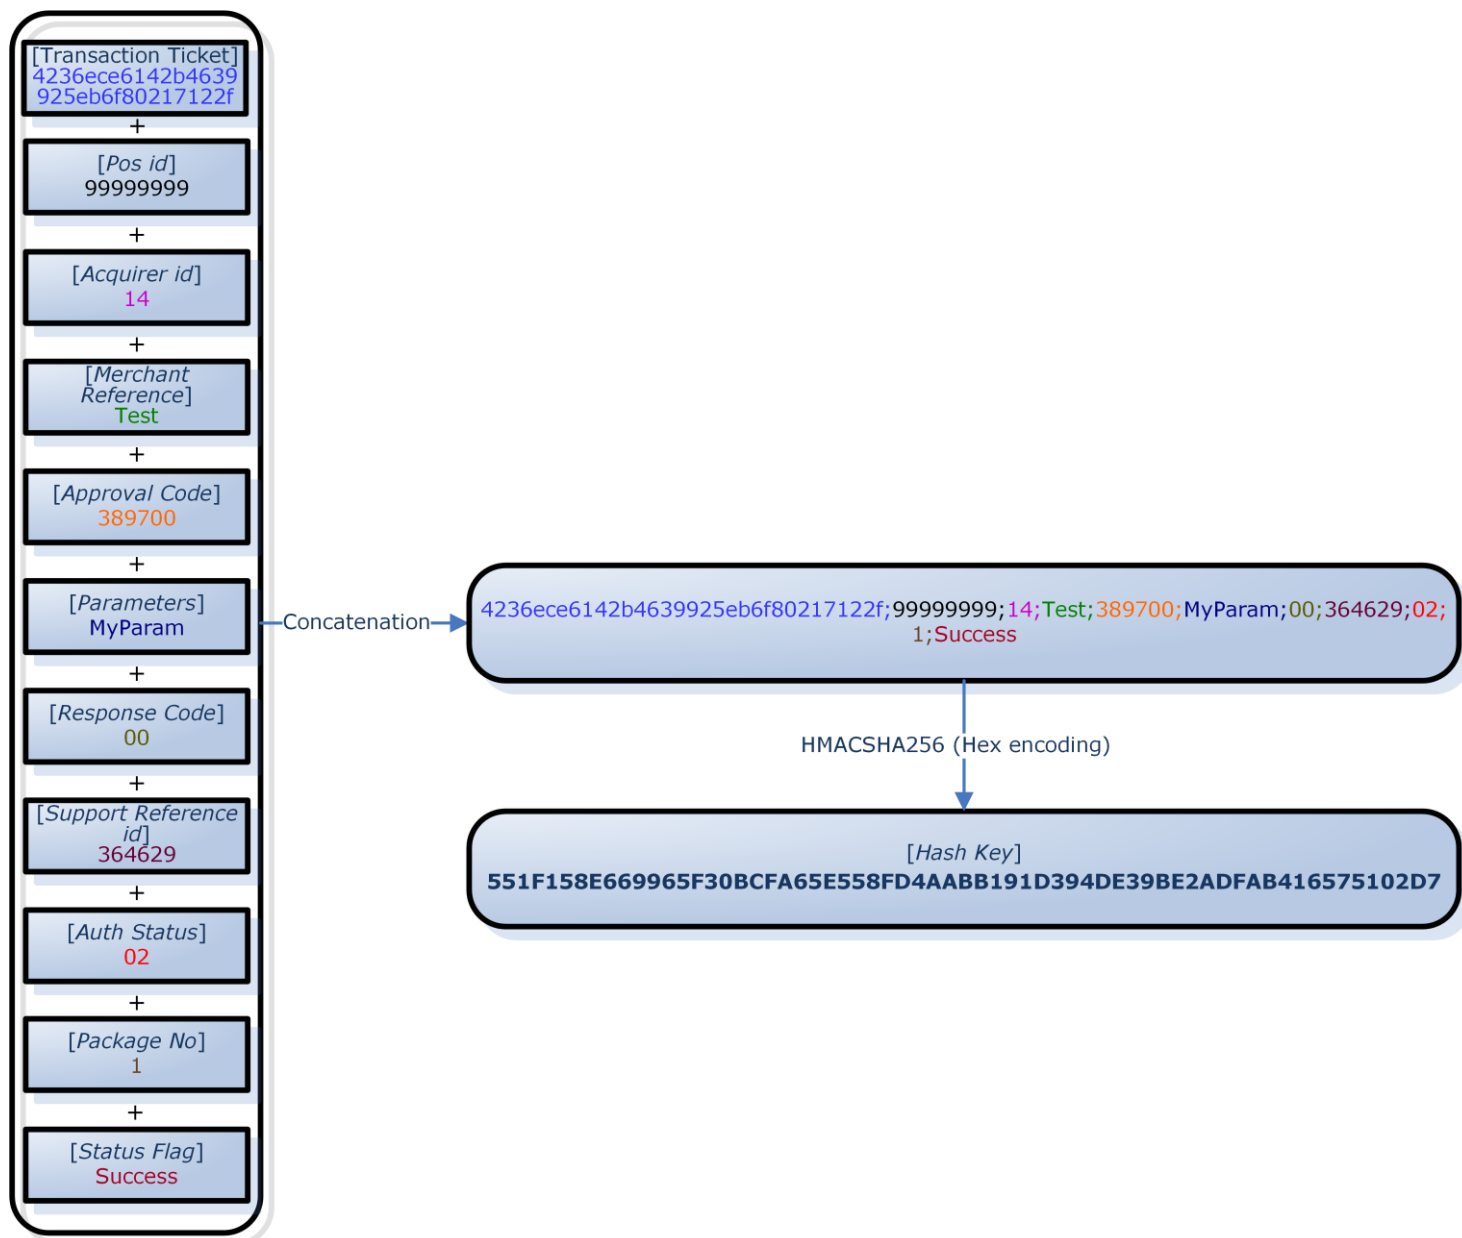 [Transaction Ticket]
4236ece6142b4639
925eb6f80217122f
+
[Pos id]
99999999
+
[Acquirer id]
14
+
[Merchant
Reference]
Test
+
[Approval Code]
389700
+
[Parameters]
MyParam
+
[Response Code]
00
+
[Support Reference
id]
364629
+
[Auth Status]
02
+
[Package No]
1
+
[Status Flag]
Success
Concatenation
4236ece6142b4639925eb6f80217122f;99999999;14;Test;389700;MyParam;00;364629;02;
1;Success
HMACSHA256 (Hex encoding)
[Hash Key]
551F158E669965F30BCFA65E558FD4AABB191D394DE39BE2ADFAB416575102D7